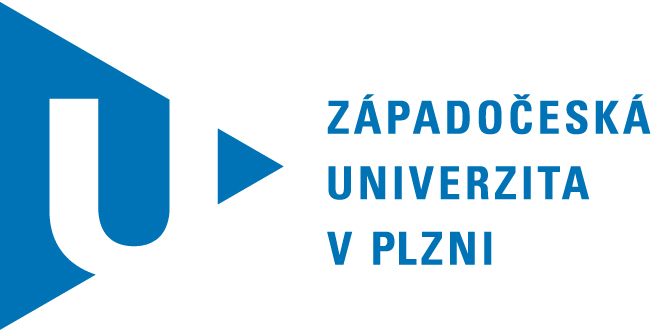 U
ZÁPADOČESKÁ
UNIVERZITA
V PLZNI